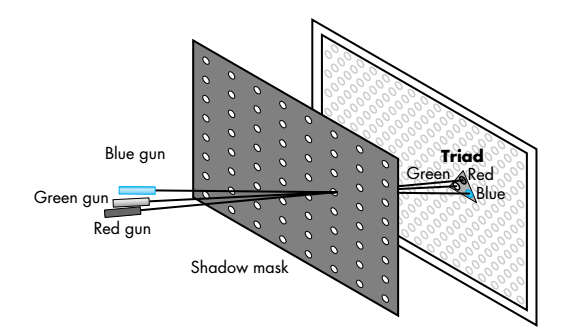 Triad
Green
Red
Blue
Blue gun
Green gun
Red gun
Shadow mask